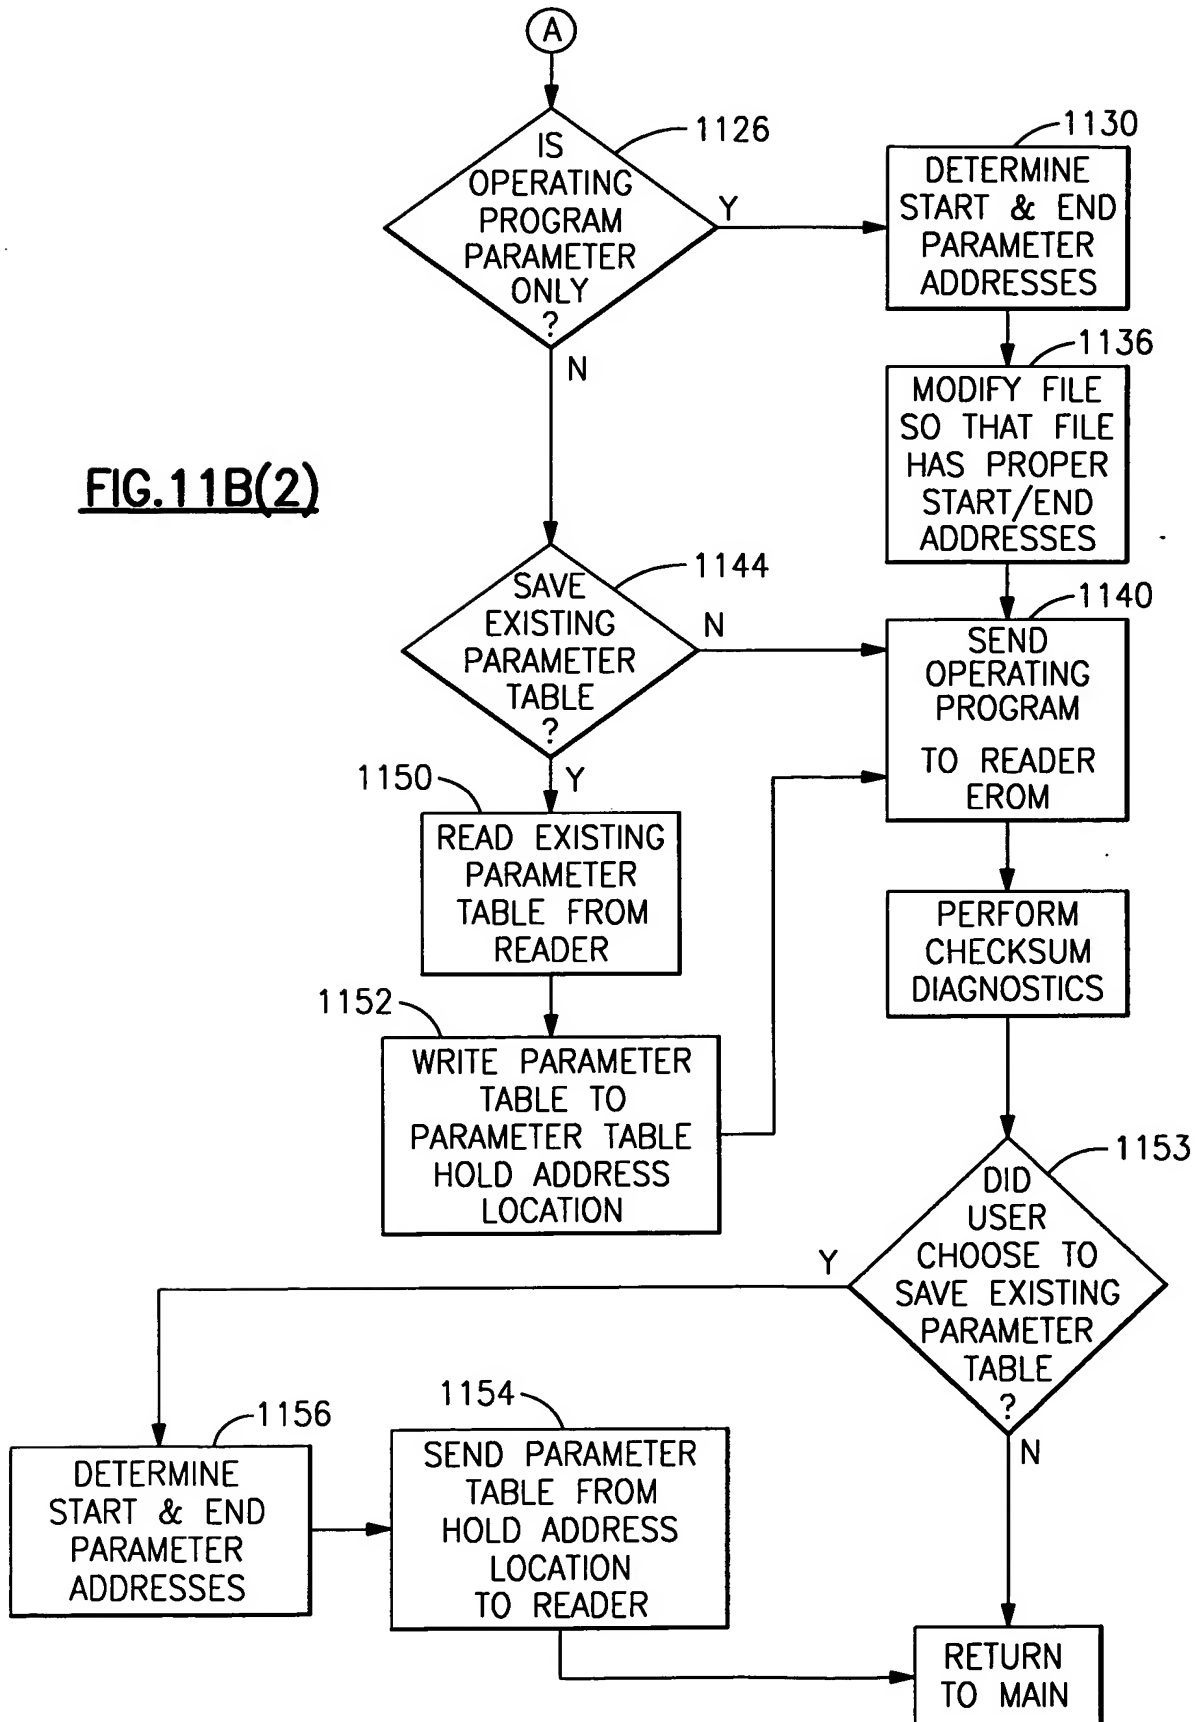 A
1126
IS
OPERATING
PROGRAM
PARAMETER
ONLY
?
Y
N
1130
DETERMINE
START & END
PARAMETER
ADDRESSES
1136
MODIFY FILE
SO THAT FILE
HAS PROPER
START/END
ADDRESSES
FIG.11B(2)
1144
SAVE
EXISTING
PARAMETER
TABLE
?
N
Y
1140
SEND
OPERATING
PROGRAM
TO READER
EROM
1150
READ EXISTING
PARAMETER
TABLE FROM
READER
PERFORM
CHECKSUM
DIAGNOSTICS
1152
WRITE PARAMETER
TABLE TO
PARAMETER TABLE
HOLD ADDRESS
LOCATION
1153
DID
USER
CHOOSE TO
SAVE EXISTING
PARAMETER
TABLE
?
Y
N
1156
DETERMINE
START & END
PARAMETER
ADDRESSES
1154
SEND PARAMETER
TABLE FROM
HOLD ADDRESS
LOCATION
TO READER
RETURN
TO MAIN